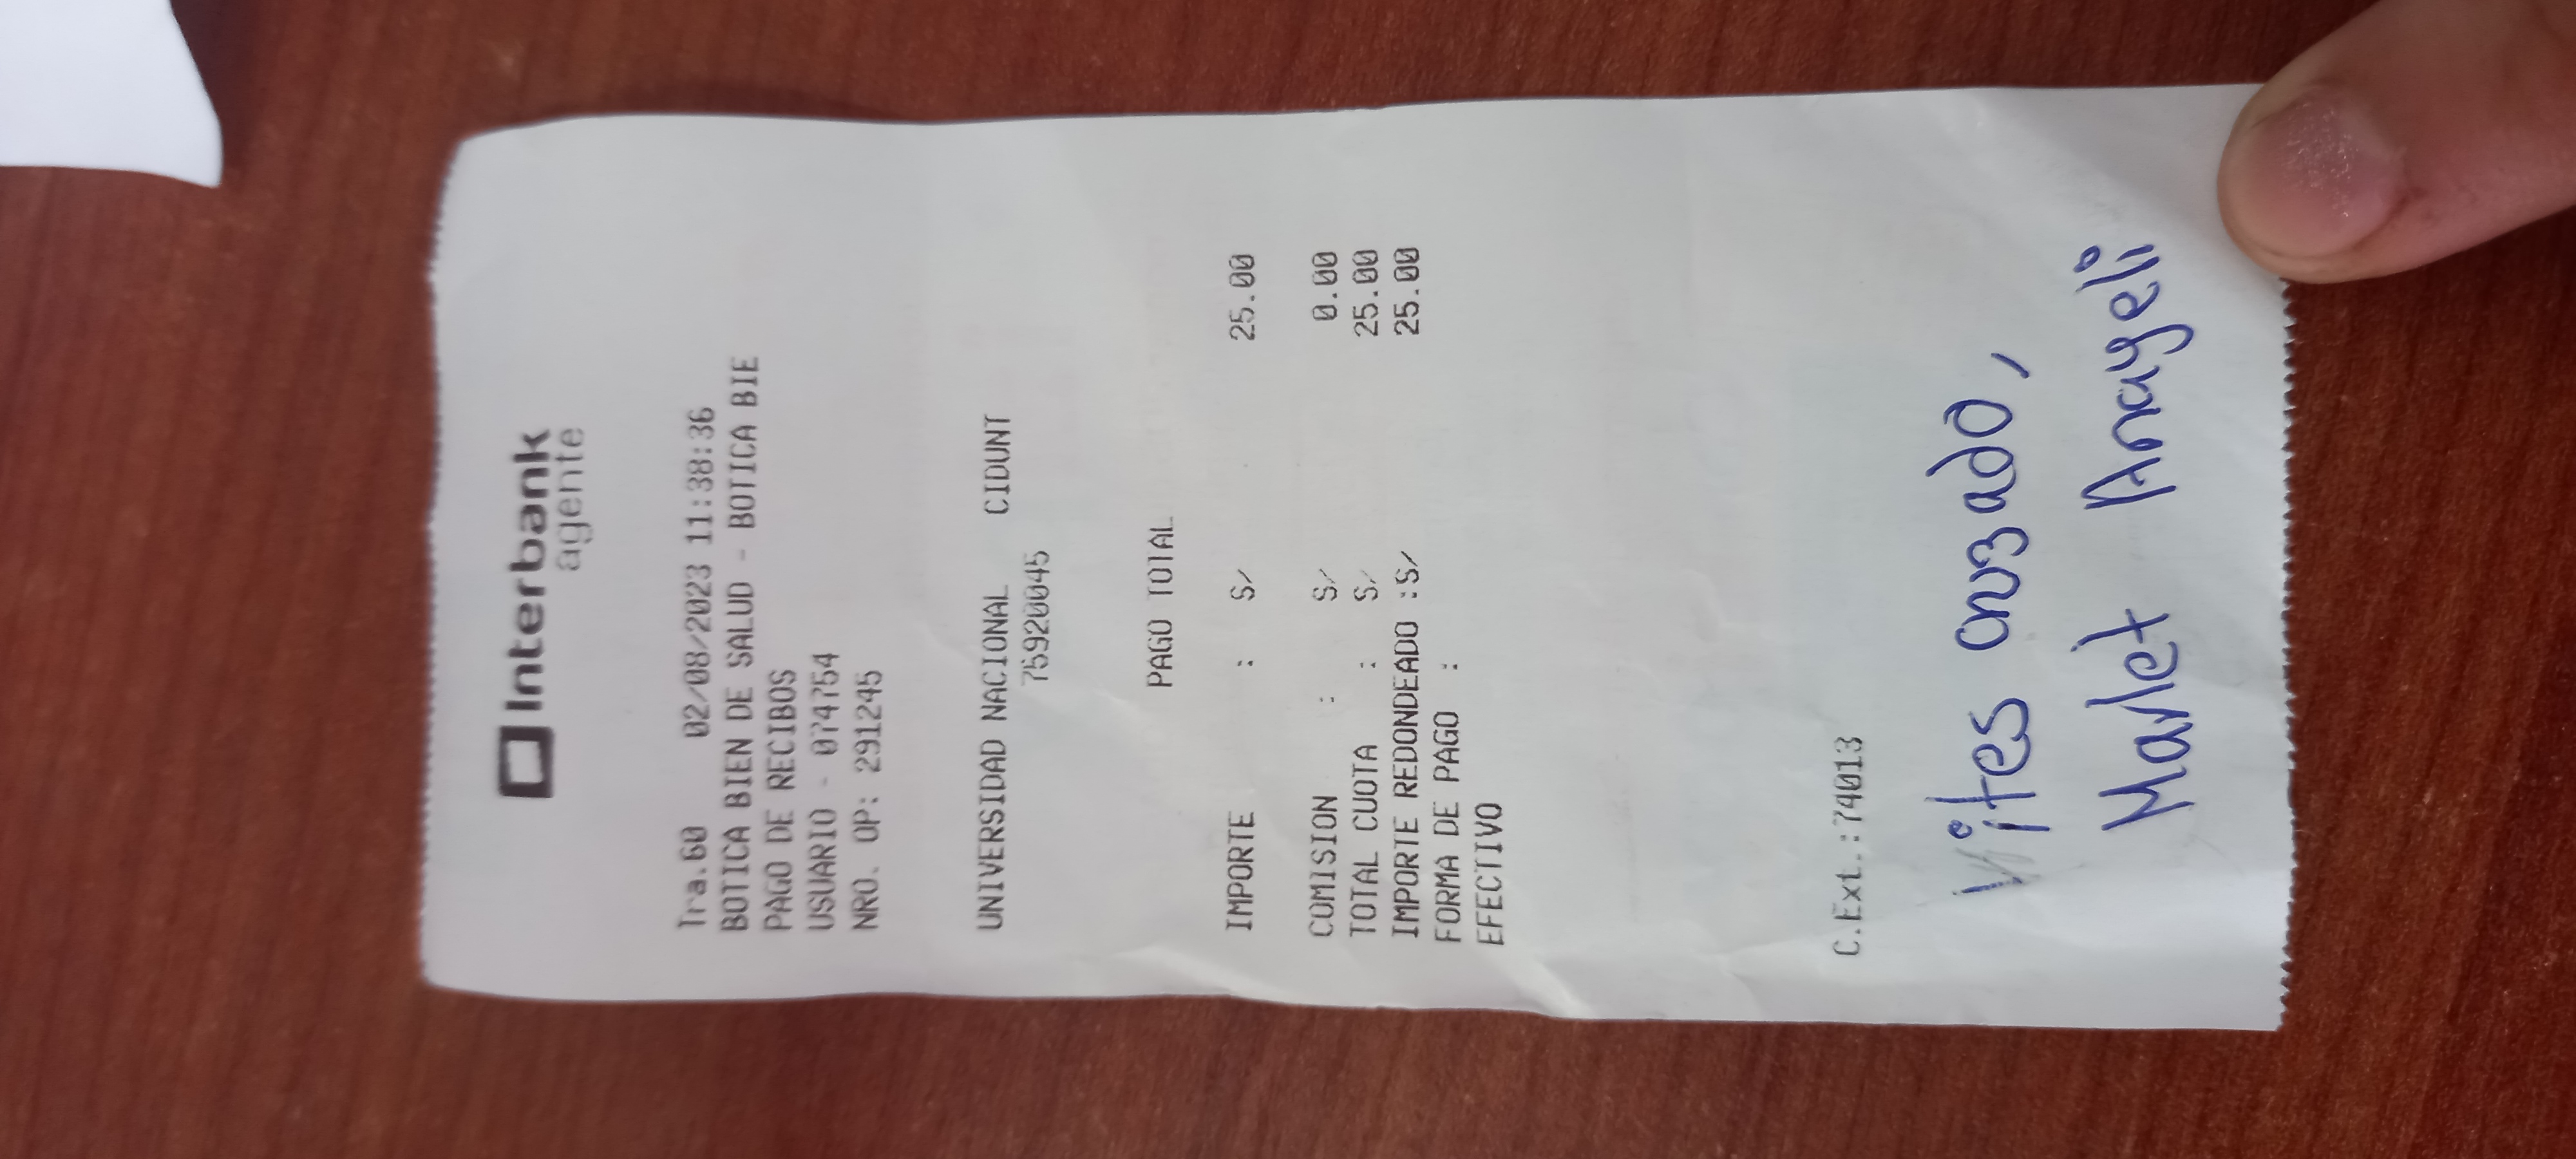 Interbank
agente
Tra.60 02/08/2023 11:38:36
BOTICA BIEN DE SALUD - BOTICA BIE
PAGO DE RECIBOS
USUARIO - 074754
NRO. OP: 291245
UNIVERSIDAD NACIONAL CIDUNT
75920045
PAGO TOTAL
IMPORTE : S/ 25.00
COMISION : S/ 0.00
TOTAL CUOTA : S/ 25.00
IMPORTE REDONDEADO :S/ 25.00
FORMA DE PAGO :
EFECTIVO
C.Ext.:74013
Vites onzado,
Marlet Anayeli